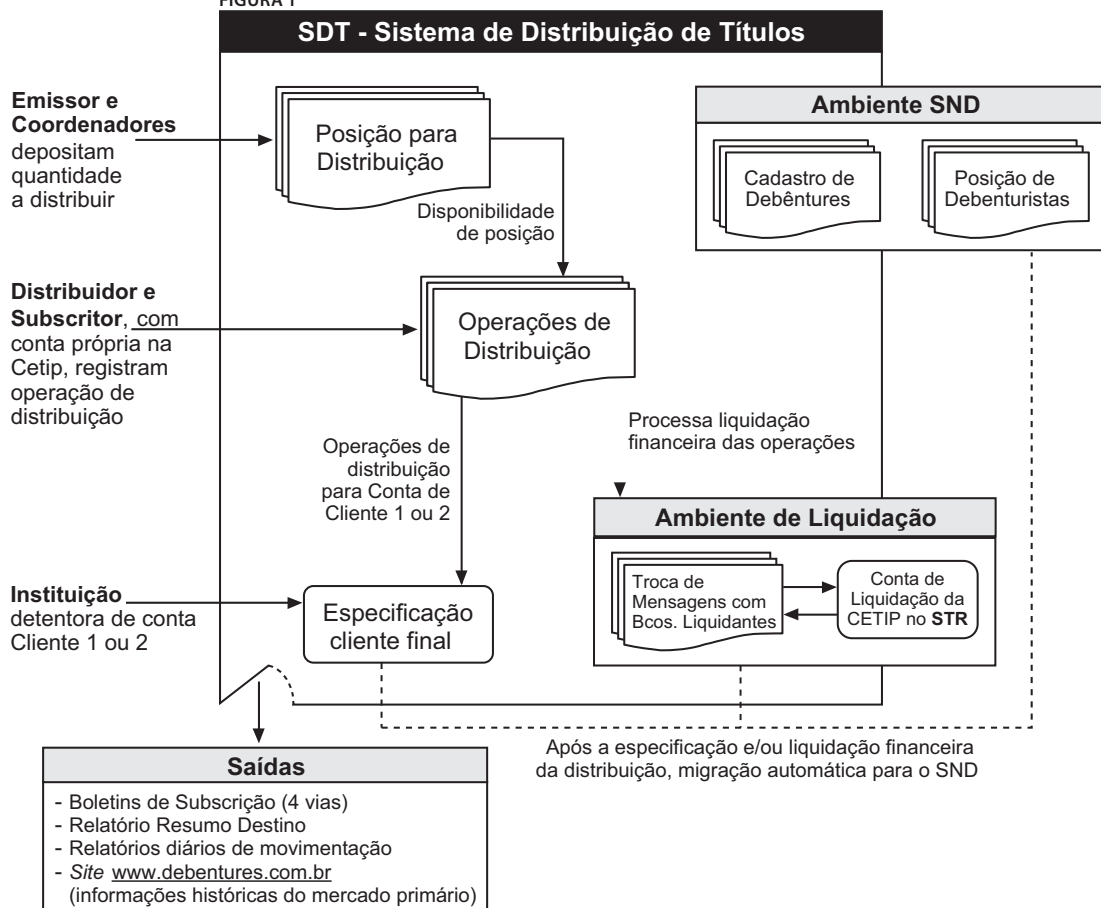 FIGURA 1
SDT - Sistema de Distribuição de Títulos
Emissor e
Coordenadores
depositam
quantidade
a distribuir
Posição para
Distribuição
Disponibilidade
de posição
Ambiente SND
Cadastro de
Debêntures
Posição de
Debenturistas
Distribuidor e
Subscritor, com
conta própria na
Cetip, registram
operação de
distribuição
Operações de
Distribuição
Operações de
distribuição
para Conta de
Cliente 1 ou 2
Processa liquidação
financeira das operações
Ambiente de Liquidação
Troca de
Mensagens com
Bcos. Liquidantes
Conta de
Liquidação da
CETIP no STR
Instituição
detentora de conta
Cliente 1 ou 2
Especificação
cliente final
Após a especificação e/ou liquidação financeira
da distribuição, migração automática para o SND
Saídas
- Boletins de Subscrição (4 vias)
- Relatório Resumo Destino
- Relatórios diários de movimentação
- Site www.debentures.com.br
(informações históricas do mercado primário)